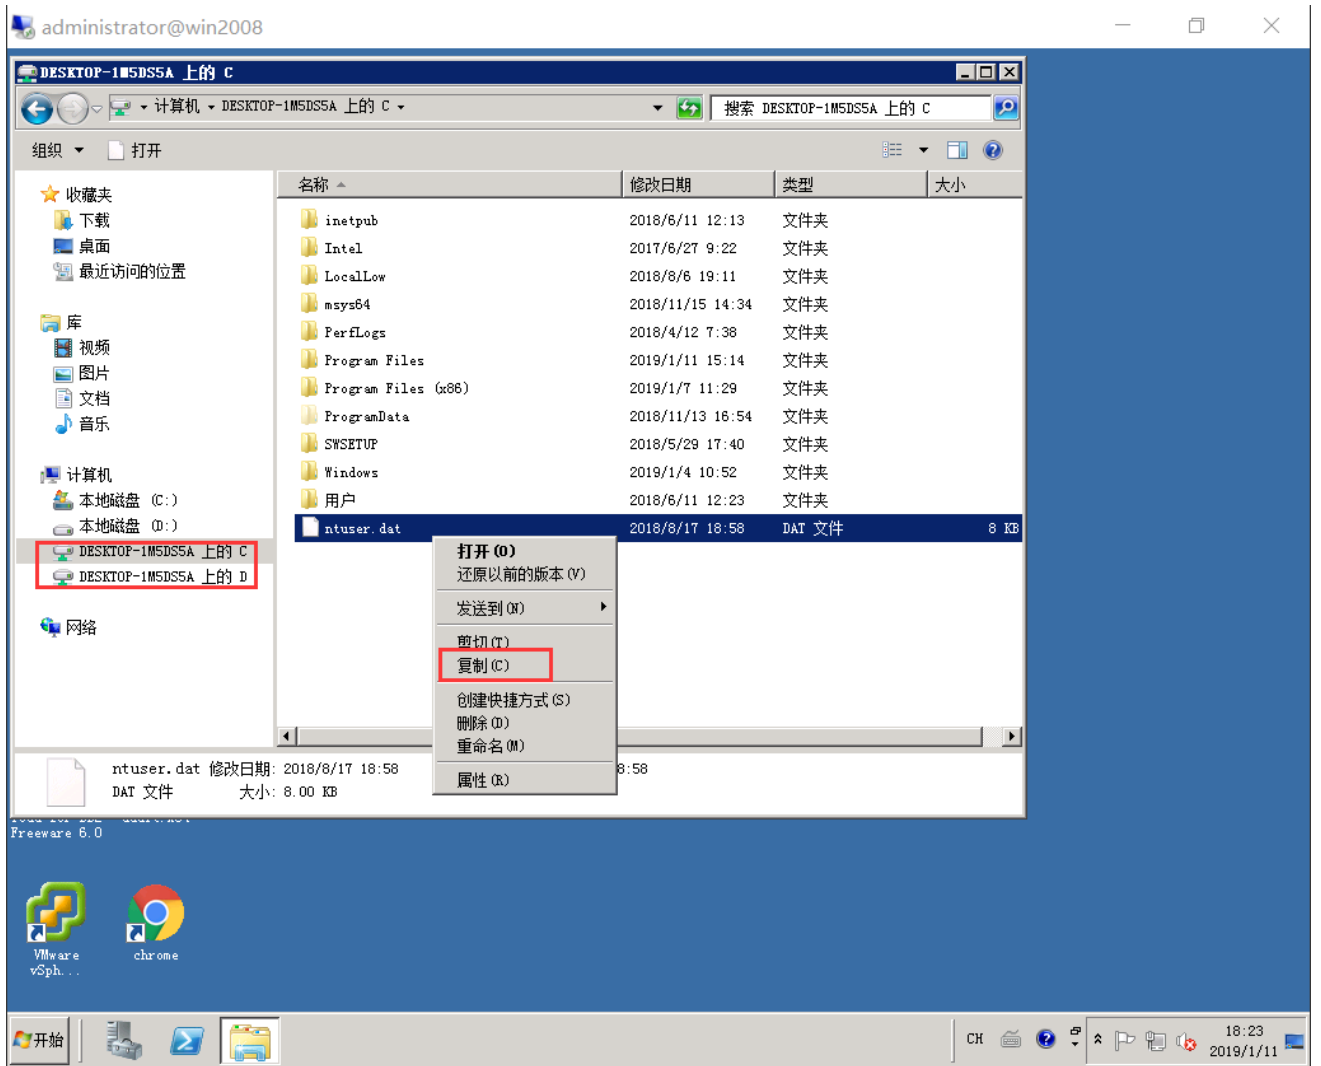 administrator@win2008
DESKTOP-1M5DS5A 上的 C
计算机 DESKTOP-1M5DS5A 上的 C
搜索 DESKTOP-1M5DS5A 上的 C
组织 打开
名称 修改日期 类型 大小
收藏夹
下载
桌面
最近访问的位置
库
视频
图片
文档
音乐
计算机
本地磁盘 (C:)
本地磁盘 (D:)
DESKTOP-1M5DS5A 上的 C
DESKTOP-1M5DS5A 上的 D
网络
inetpub 2018/6/11 12:13 文件夹
Intel 2017/6/27 9:22 文件夹
LocalLow 2018/8/6 19:11 文件夹
msys64 2018/11/15 14:34 文件夹
PerfLogs 2018/4/12 7:38 文件夹
Program Files 2019/1/11 15:14 文件夹
Program Files (x86) 2019/1/7 11:29 文件夹
ProgramData 2018/11/13 16:54 文件夹
SWSETUP 2018/5/29 17:40 文件夹
Windows 2019/1/4 10:52 文件夹
用户 2018/6/11 12:23 文件夹
ntuser.dat 2018/8/17 18:58 DAT 文件 8 KB
打开(O)
还原以前的版本(V)
发送到(N)
剪切(T)
复制(C)
创建快捷方式(S)
删除(D)
重命名(M)
属性(R)
ntuser.dat 修改日期: 2018/8/17 18:58 8:58
DAT 文件 大小: 8.00 KB
Freeware 6.0
VMware
vSph...
chrome
开始
CH
18:23
2019/1/11